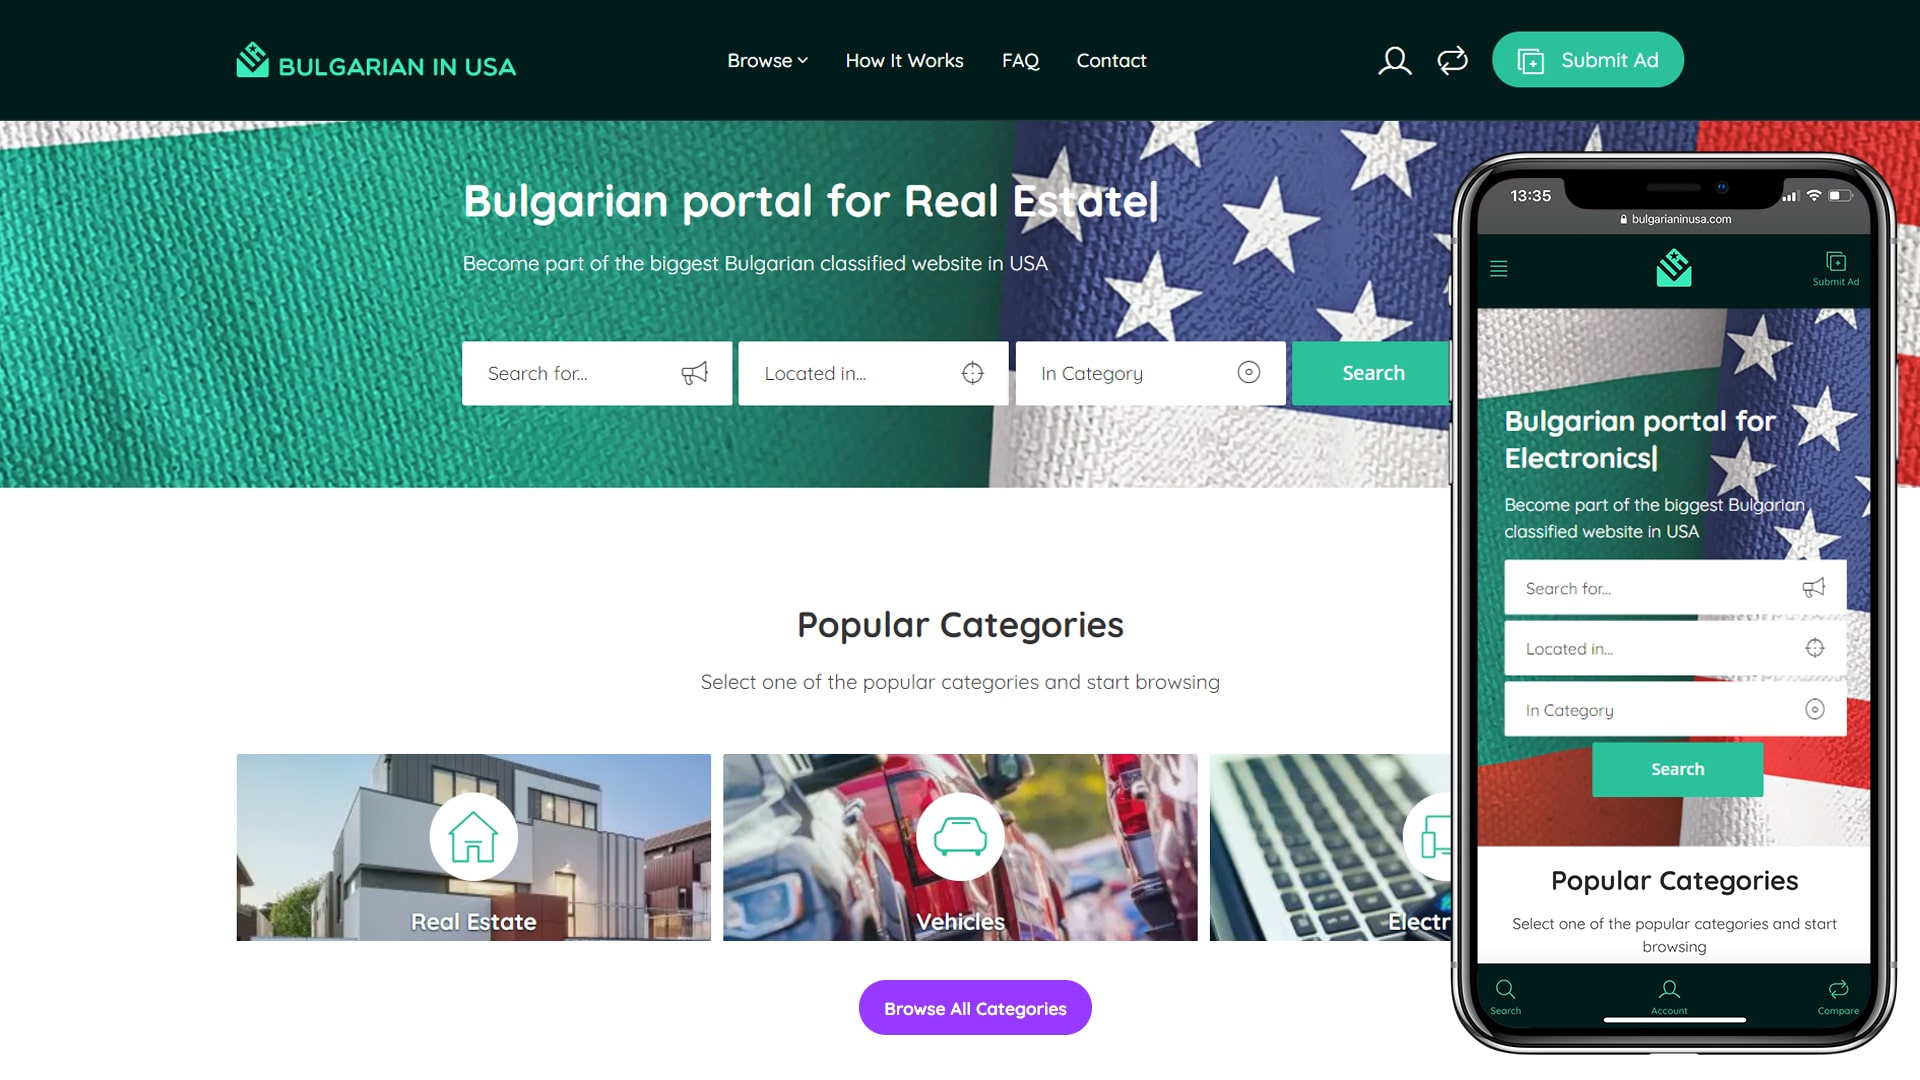 BULGARIAN IN USA
Browse
How It Works
FAQ
Contact
Submit Ad
Bulgarian portal for Real Estate|
Become part of the biggest Bulgarian classified website in USA
Search for...
Located in...
In Category
Search
Popular Categories
Select one of the popular categories and start browsing
Real Estate
Vehicles
Electr
Browse All Categories
13:35
bulgarianinusa.com
Submit Ad
Bulgarian portal for
Electronics|
Become part of the biggest Bulgarian
classified website in USA
Search for...
Located in...
In Category
Search
Popular Categories
Select one of the popular categories and start
browsing
Search
Account
Compare